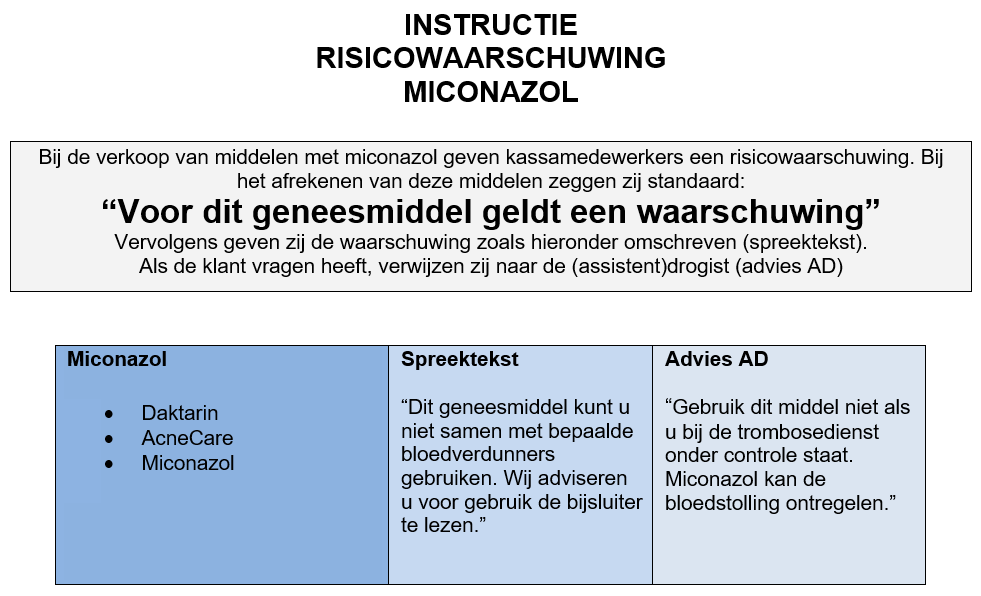 INSTRUCTIE
RISICOWAARSCHUWING
MICONAZOL
Bij de verkoop van middelen met miconazol geven kassamedewerkers een risicowaarschuwing. Bij
het afrekenen van deze middelen zeggen zij standaard:
“Voor dit geneesmiddel geldt een waarschuwing”
Vervolgens geven zij de waarschuwing zoals hieronder omschreven (spreektekst).
Als de klant vragen heeft, verwijzen zij naar de (assistent)drogist (advies AD)
Miconazol
• Daktarin
• AcneCare
• Miconazol
Spreektekst
“Dit geneesmiddel kunt u
niet samen met bepaalde
bloedverdunners
gebruiken. Wij adviseren
u voor gebruik de bijsluiter
te lezen.”
Advies AD
“Gebruik dit middel niet als
u bij de trombosedienst
onder controle staat.
Miconazol kan de
bloedstolling ontregelen.”